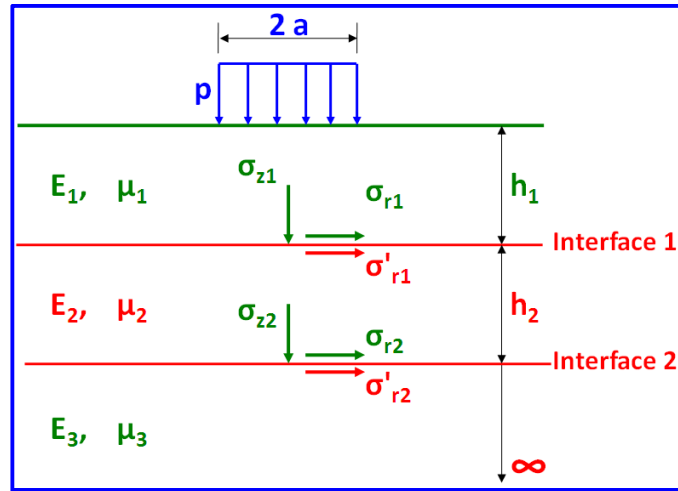 2 a
p
E₁, μ₁
σz1
σr1
h₁
Interface 1
σ'r1
E₂, μ₂
σz2
h₂
σr2
Interface 2
σ'r2
E₃, μ₃
∞